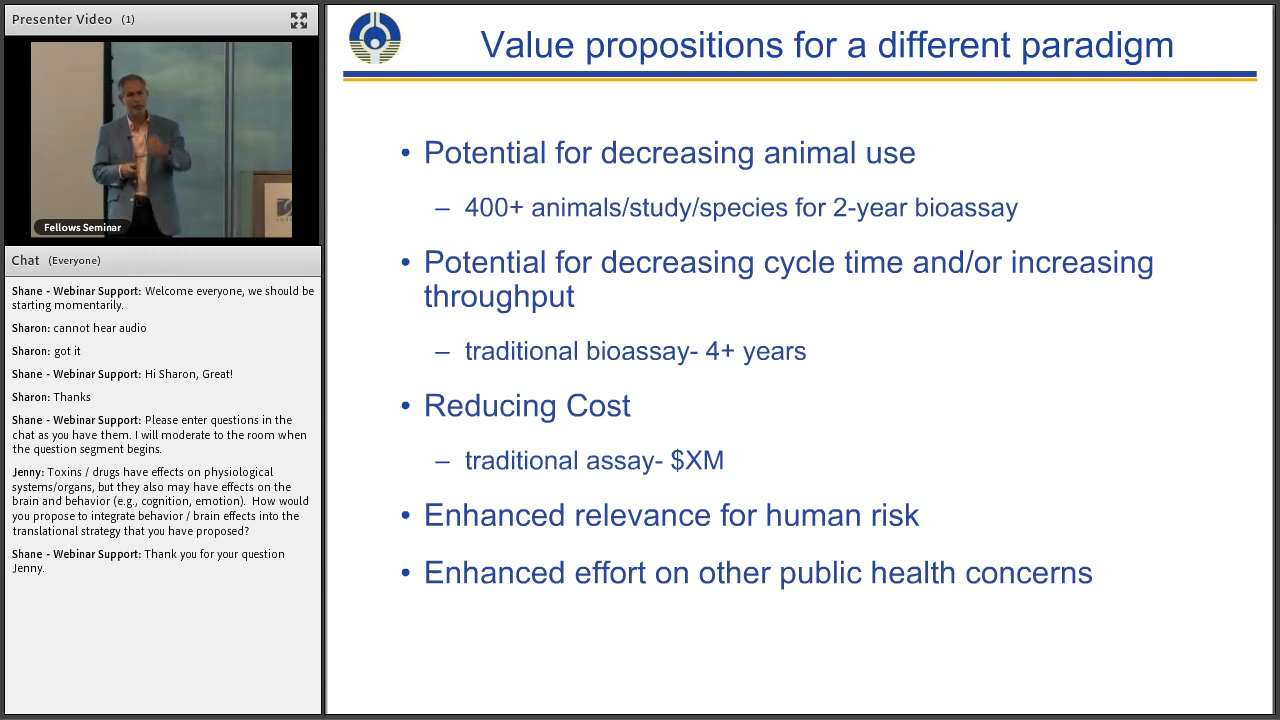 Presenter Video (1)
Fellows Seminar
Chat (Everyone)
Shane - Webinar Support: Welcome everyone, we should be
starting momentarily.
Sharon: cannot hear audio
Sharon: got it
Shane - Webinar Support: Hi Sharon, Great!
Sharon: Thanks
Shane - Webinar Support: Please enter questions in the
chat as you have them. I will moderate to the room when
the question segment begins.
Jenny: Toxins / drugs have effects on physiological
systems/organs, but they also may have effects on the
brain and behavior (e.g., cognition, emotion). How would
you propose to integrate behavior / brain effects into the
translational strategy that you have proposed?
Shane - Webinar Support: Thank you for your question
Jenny.
Value propositions for a different paradigm
• Potential for decreasing animal use
– 400+ animals/study/species for 2-year bioassay
• Potential for decreasing cycle time and/or increasing
throughput
– traditional bioassay- 4+ years
• Reducing Cost
– traditional assay- $XM
• Enhanced relevance for human risk
• Enhanced effort on other public health concerns